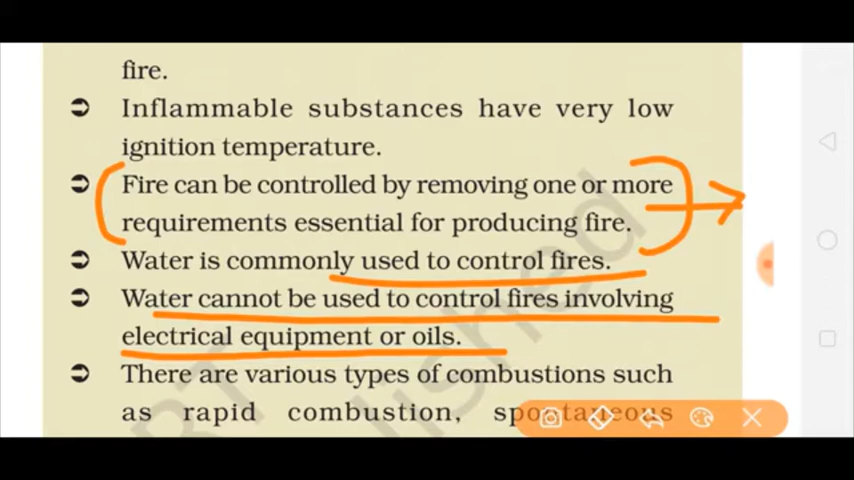 fire.
Inflammable substances have very low
ignition temperature.
Fire can be controlled by removing one or more
requirements essential for producing fire.
Water is commonly used to control fires.
Water cannot be used to control fires involving
electrical equipment or oils.
There are various types of combustions such
as rapid combustion, spontaneous